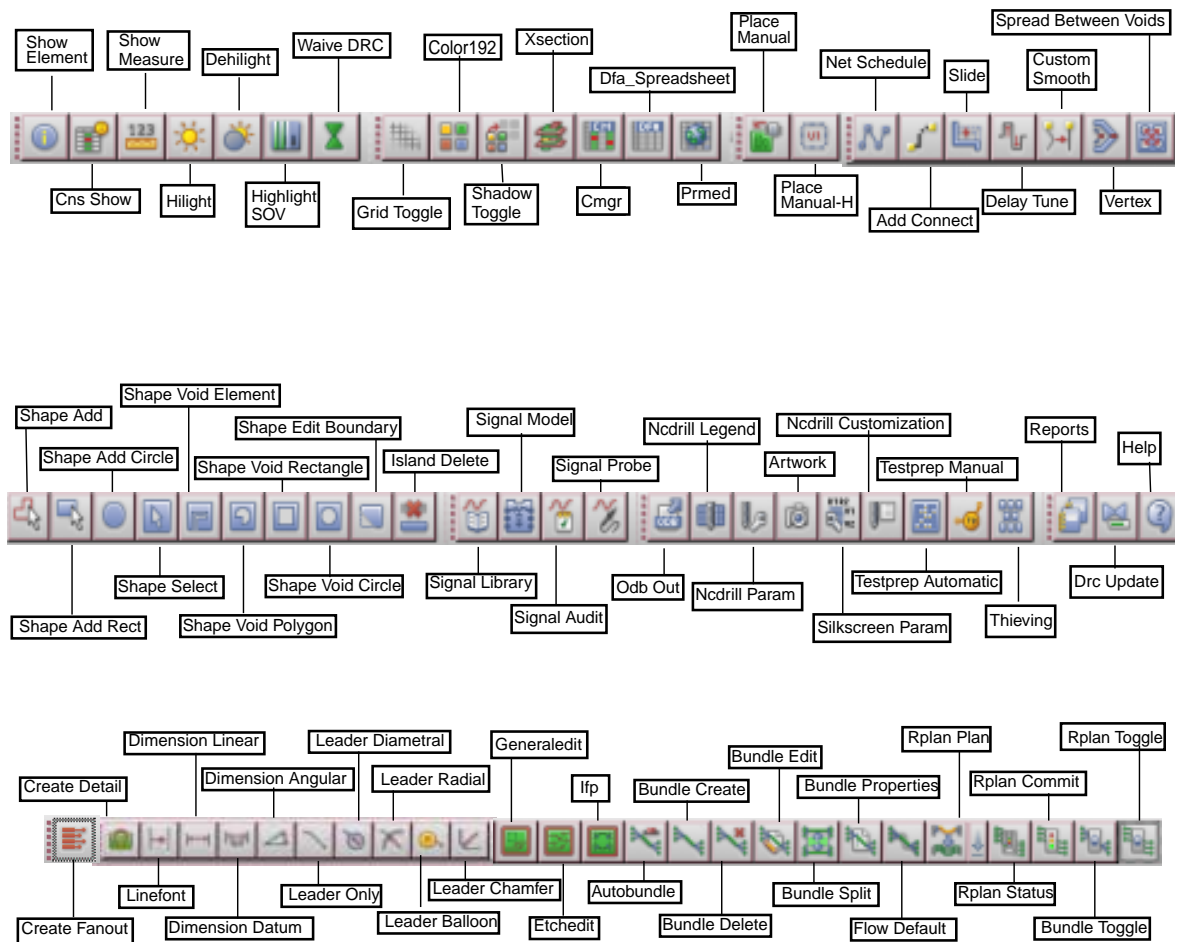 Spread Between Voids
Place
Manual
Show
Element
Show
Measure
Dehilight
Waive DRC
Color192
Xsection
Dfa_Spreadsheet
Net Schedule
Slide
Custom
Smooth
123
UI
Cns Show
Hilight
Highlight
SOV
Grid Toggle
Shadow
Toggle
Cmgr
Prmed
Place
Manual-H
Add Connect
Delay Tune
Vertex
Shape Void Element
Shape Add
Shape Edit Boundary
Signal Model
Ncdrill Legend
Ncdrill Customization
Reports
Help
Shape Add Circle
Shape Void Rectangle
Island Delete
Signal Probe
Artwork
Testprep Manual
Shape Select
Shape Void Circle
Signal Library
Odb Out
Ncdrill Param
Testprep Automatic
Drc Update
Shape Add Rect
Shape Void Polygon
Signal Audit
Silkscreen Param
Thieving
Dimension Linear
Leader Diametral
Generaledit
Rplan Plan
Rplan Toggle
Create Detail
Dimension Angular
Leader Radial
Ifp
Bundle Create
Bundle Edit
Bundle Properties
Rplan Commit
Linefont
Leader Only
Leader Chamfer
Autobundle
Bundle Split
Rplan Status
Create Fanout
Dimension Datum
Leader Balloon
Etchedit
Bundle Delete
Flow Default
Bundle Toggle